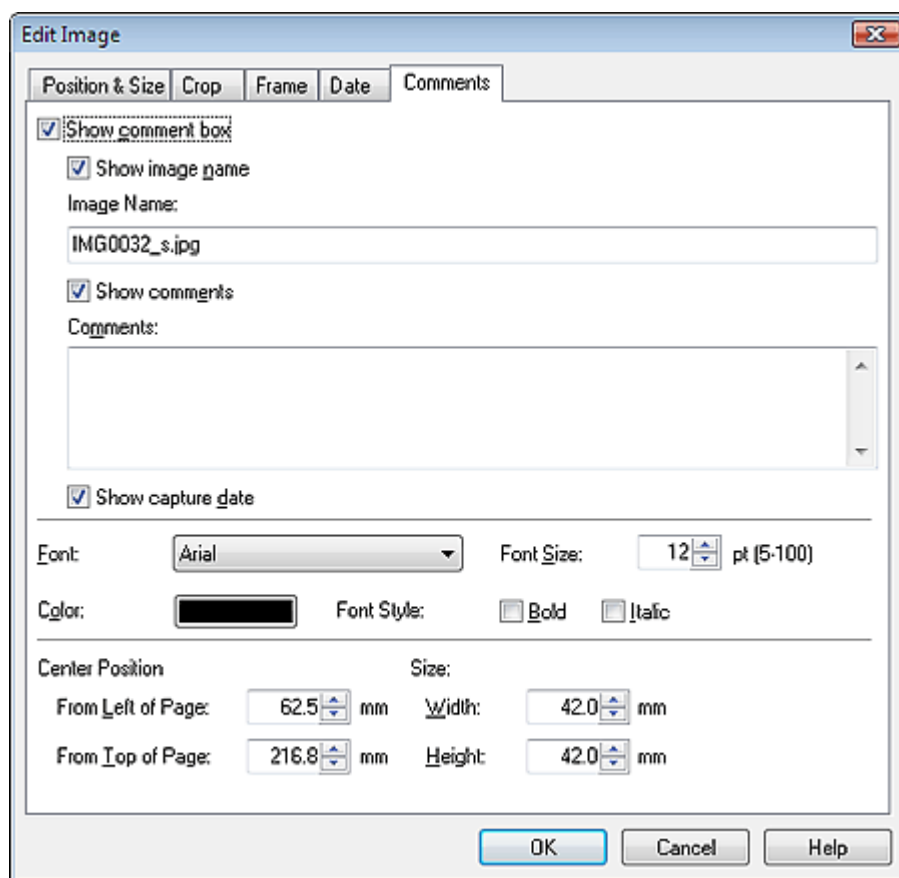 Edit Image
Position & Size Crop Frame Date Comments
Show comment box
Show image name
Image Name:
IMG0032_s.jpg
Show comments
Comments:
Show capture date
Font: Arial Font Size: 12 pt (5-100)
Color: Font Style: Bold Italic
Center Position Size:
From Left of Page: 62.5 mm Width: 42.0 mm
From Top of Page: 216.8 mm Height: 42.0 mm
OK Cancel Help